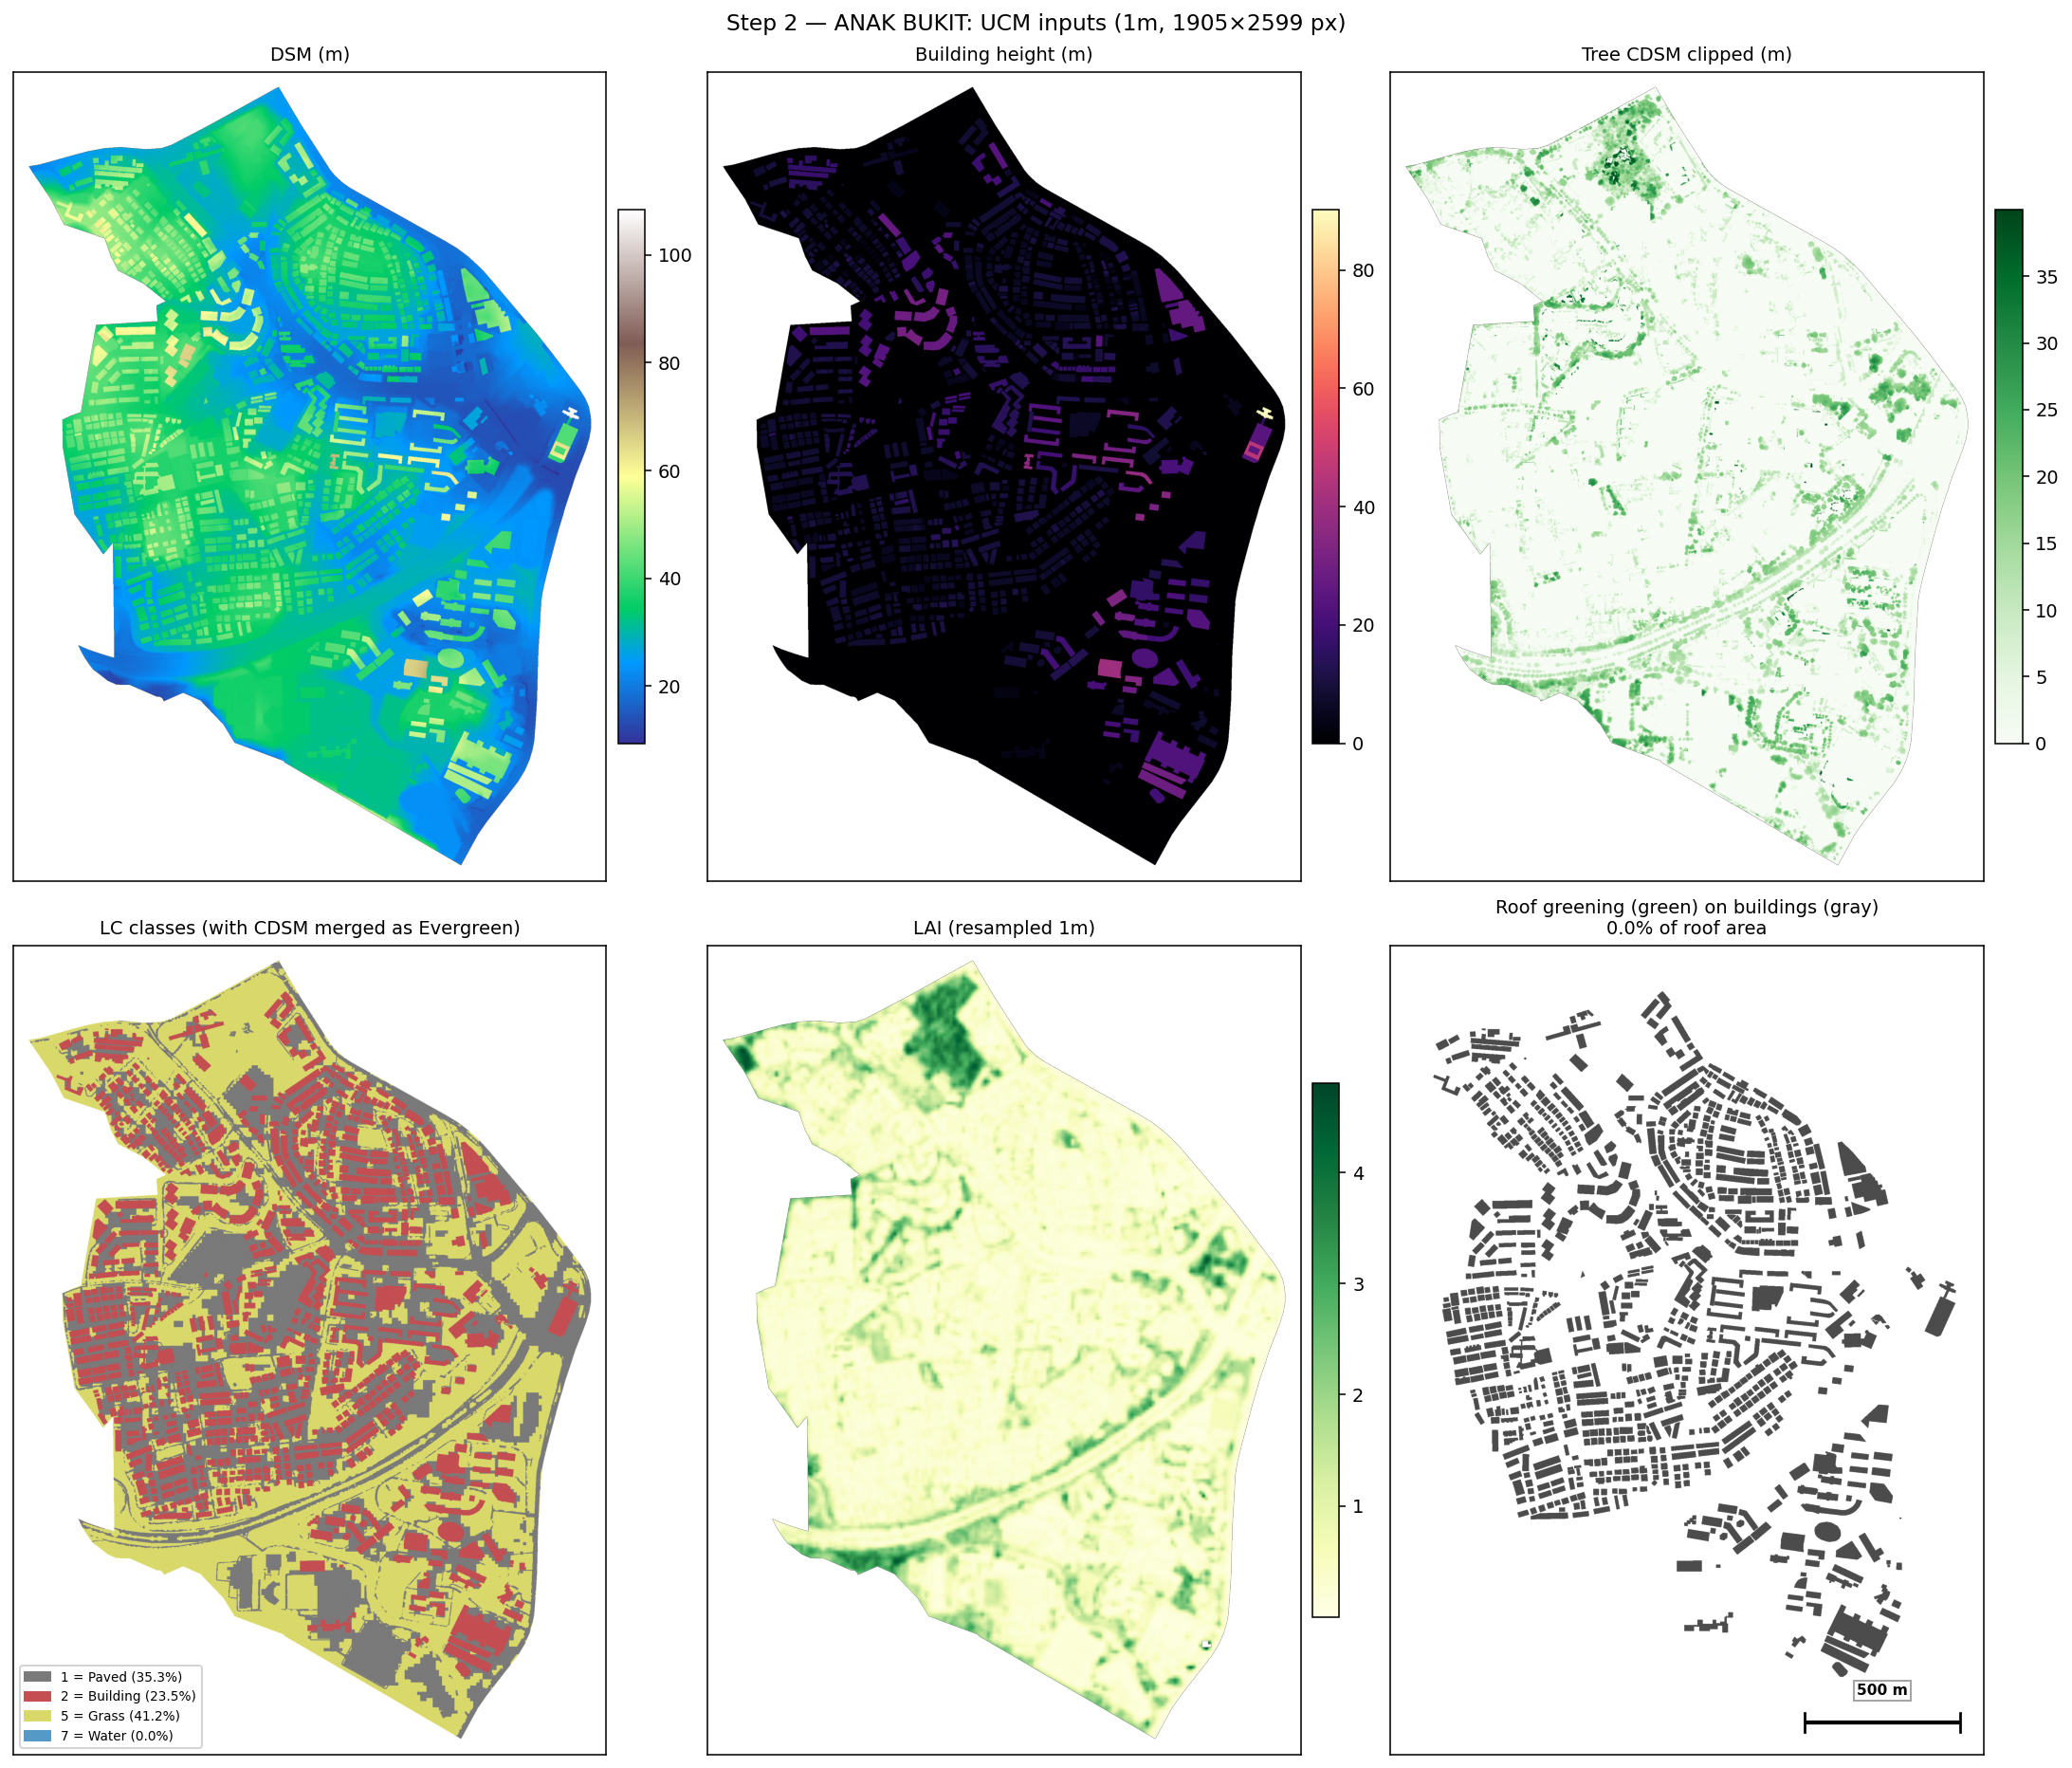 Step 2 — ANAK BUKIT: UCM inputs (1m, 1905×2599 px)
DSM (m)
Building height (m)
Tree CDSM clipped (m)
100
80
60
40
20
80
60
40
20
0
35
30
25
20
15
10
5
0
LC classes (with CDSM merged as Evergreen)
LAI (resampled 1m)
Roof greening (green) on buildings (gray)
0.0% of roof area
1 = Paved (35.3%)
2 = Building (23.5%)
5 = Grass (41.2%)
7 = Water (0.0%)
4
3
2
1
500 m